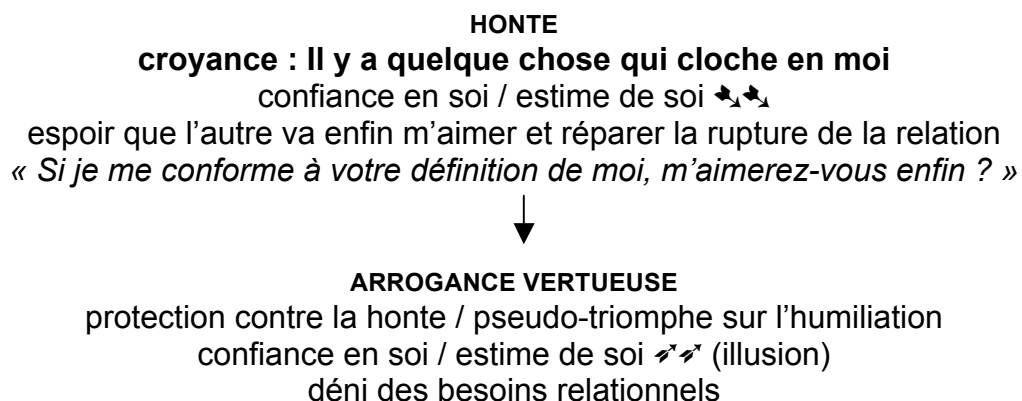 HONTE
croyance : Il y a quelque chose qui cloche en moi
confiance en soi / estime de soi ➴➴
espoir que l’autre va enfin m’aimer et réparer la rupture de la relation
« Si je me conforme à votre définition de moi, m’aimerez-vous enfin ? »
ARROGANCE VERTUEUSE
protection contre la honte / pseudo-triomphe sur l’humiliation
confiance en soi / estime de soi ➶➶ (illusion)
déni des besoins relationnels